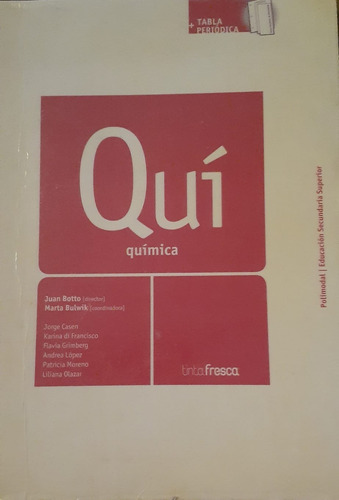 + TABLA
PERIÓDICA
Quí
química
Juan Botto [director]
Marta Bulwik [coordinadora]
Jorge Casen
Karina di Francisco
Flavia Grimberg
Andrea López
Patricia Moreno
Liliana Olazar
tintafresca
Polimodal | Educación Secundaria Superior